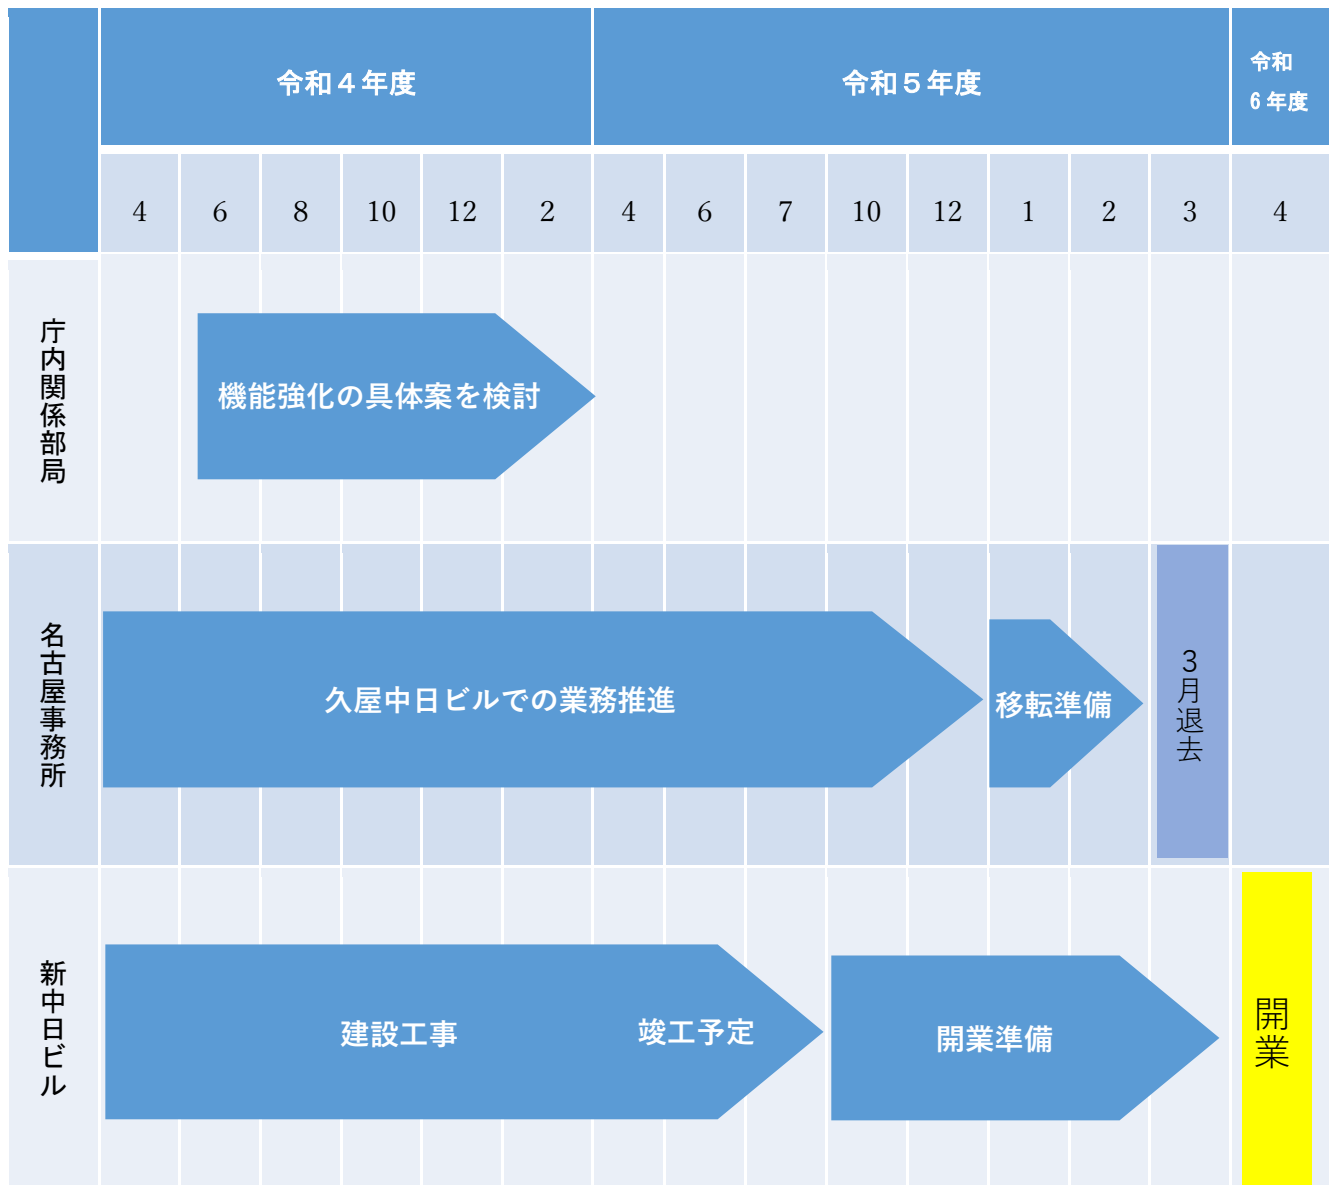 令和４年度
令和５年度
令和
6年度
4 6 8 10 12 2 4 6 7 10 12 1 2 3 4
庁内関係部局
機能強化の具体案を検討
名古屋事務所
久屋中日ビルでの業務推進
移転準備
３月退去
新中日ビル
建設工事
竣工予定
開業準備
開業